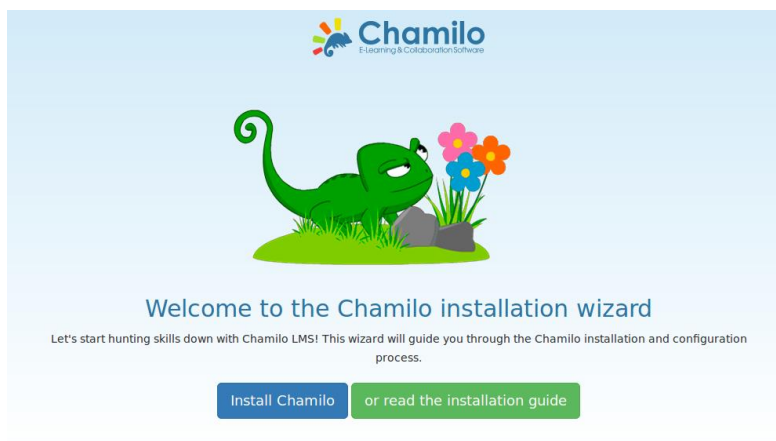 Chamilo
E-Learning & Collaboration Software
Welcome to the Chamilo installation wizard
Let's start hunting skills down with Chamilo LMS! This wizard will guide you through the Chamilo installation and configuration
process.
Install Chamilo
or read the installation guide